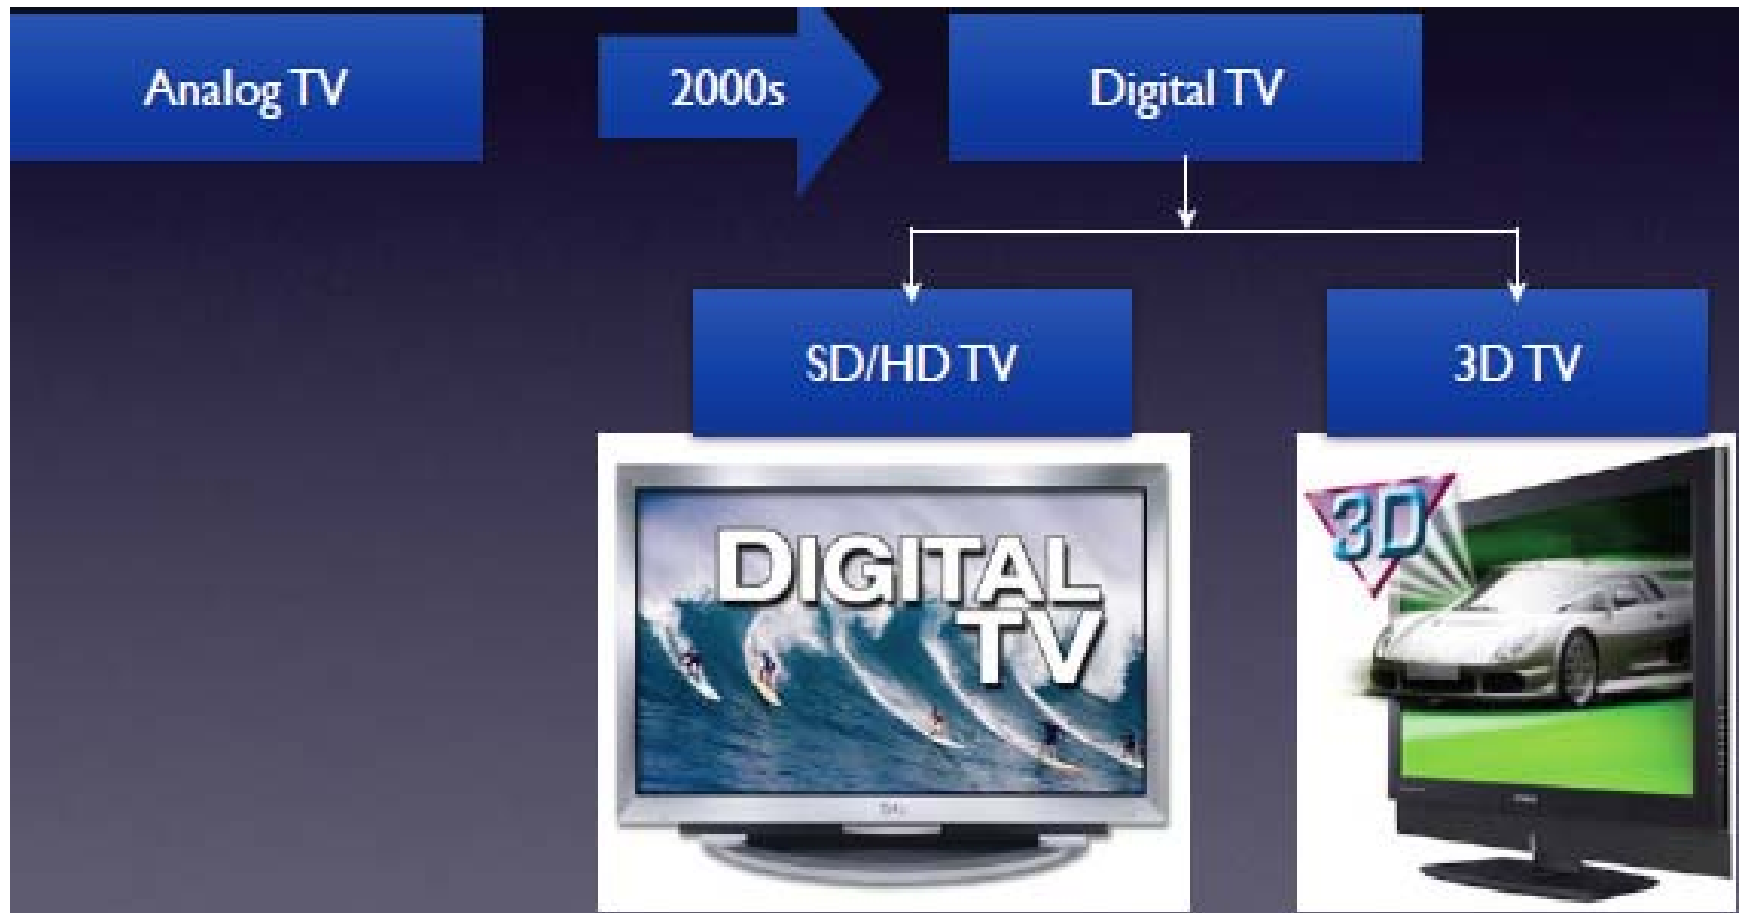 Analog TV
2000s
Digital TV
SD/HD TV
3D TV
DIGITAL
TV
3D